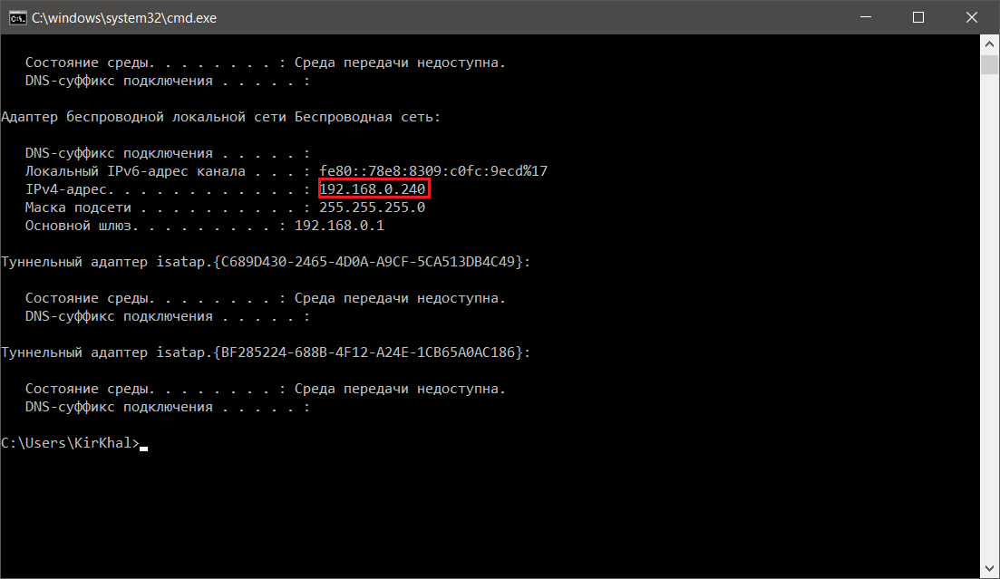 C:\windows\system32\cmd.exe
Состояние среды. . . . . . . . : Среда передачи недоступна.
DNS-суффикс подключения . . . . . :
Адаптер беспроводной локальной сети Беспроводная сеть:
DNS-суффикс подключения . . . . . :
Локальный IPv6-адрес канала . . . : fe80::78e8:8309:c0fc:9ecd%17
IPv4-адрес. . . . . . . . . . . . : 192.168.0.240
Маска подсети . . . . . . . . . . : 255.255.255.0
Основной шлюз. . . . . . . . . : 192.168.0.1
Туннельный адаптер isatap.{C689D430-2465-4D0A-A9CF-5CA513DB4C49}:
Состояние среды. . . . . . . . : Среда передачи недоступна.
DNS-суффикс подключения . . . . . :
Туннельный адаптер isatap.{BF285224-688B-4F12-A24E-1CB65A0AC186}:
Состояние среды. . . . . . . . : Среда передачи недоступна.
DNS-суффикс подключения . . . . . :
C:\Users\KirKhal>